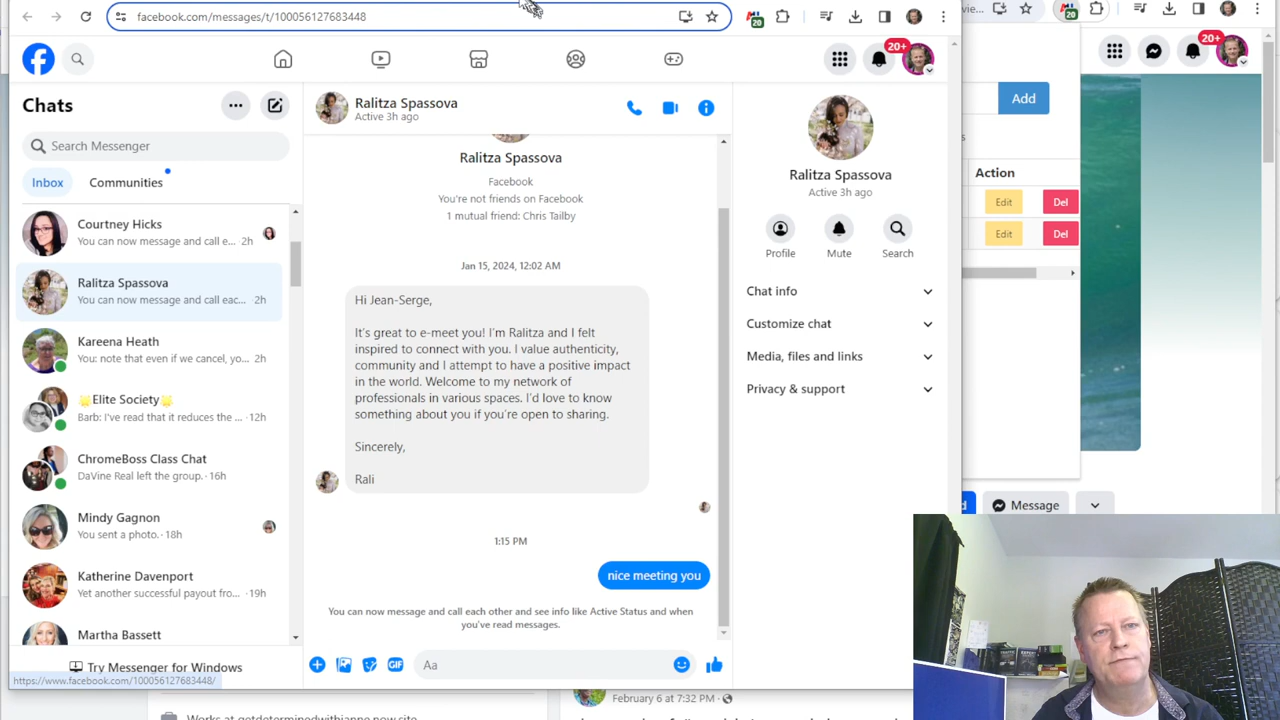 facebook.com/messages/t/100056127683448
20
20
20+
20+
Chats
Search Messenger
Inbox
Communities
Courtney Hicks
You can now message and call e... 2h
Ralitza Spassova
You can now message and call eac... · 2h
Kareena Heath
You: note that even if we cancel, yo... · 2h
Elite Society
Barb: I've read that it reduces the ... · 12h
ChromeBoss Class Chat
DaVine Real left the group. · 16h
Mindy Gagnon
You sent a photo. · 18h
Katherine Davenport
Yet another successful payout fro... · 19h
Martha Bassett
Try Messenger for Windows
https://www.facebook.com/100056127683448/
Ralitza Spassova
Active 3h ago
Ralitza Spassova
Facebook
You're not friends on Facebook
1 mutual friend: Chris Tailby
Jan 15, 2024, 12:02 AM
Hi Jean-Serge,
It's great to e-meet you! I'm Ralitza and I felt
inspired to connect with you. I value authenticity,
community and I attempt to have a positive impact
in the world. Welcome to my network of
professionals in various spaces. I'd love to know
something about you if you're open to sharing.
Sincerely,
Rali
1:15 PM
nice meeting you
You can now message and call each other and see info like Active Status and when
you've read messages.
GIF
Aa
Ralitza Spassova
Active 3h ago
Profile
Mute
Search
Chat info
Customize chat
Media, files and links
Privacy & support
Add
Action
Edit
Del
Edit
Del
Message
February 6 at 7:32 PM ·
Works at getdeterminedwithjanne.now.site